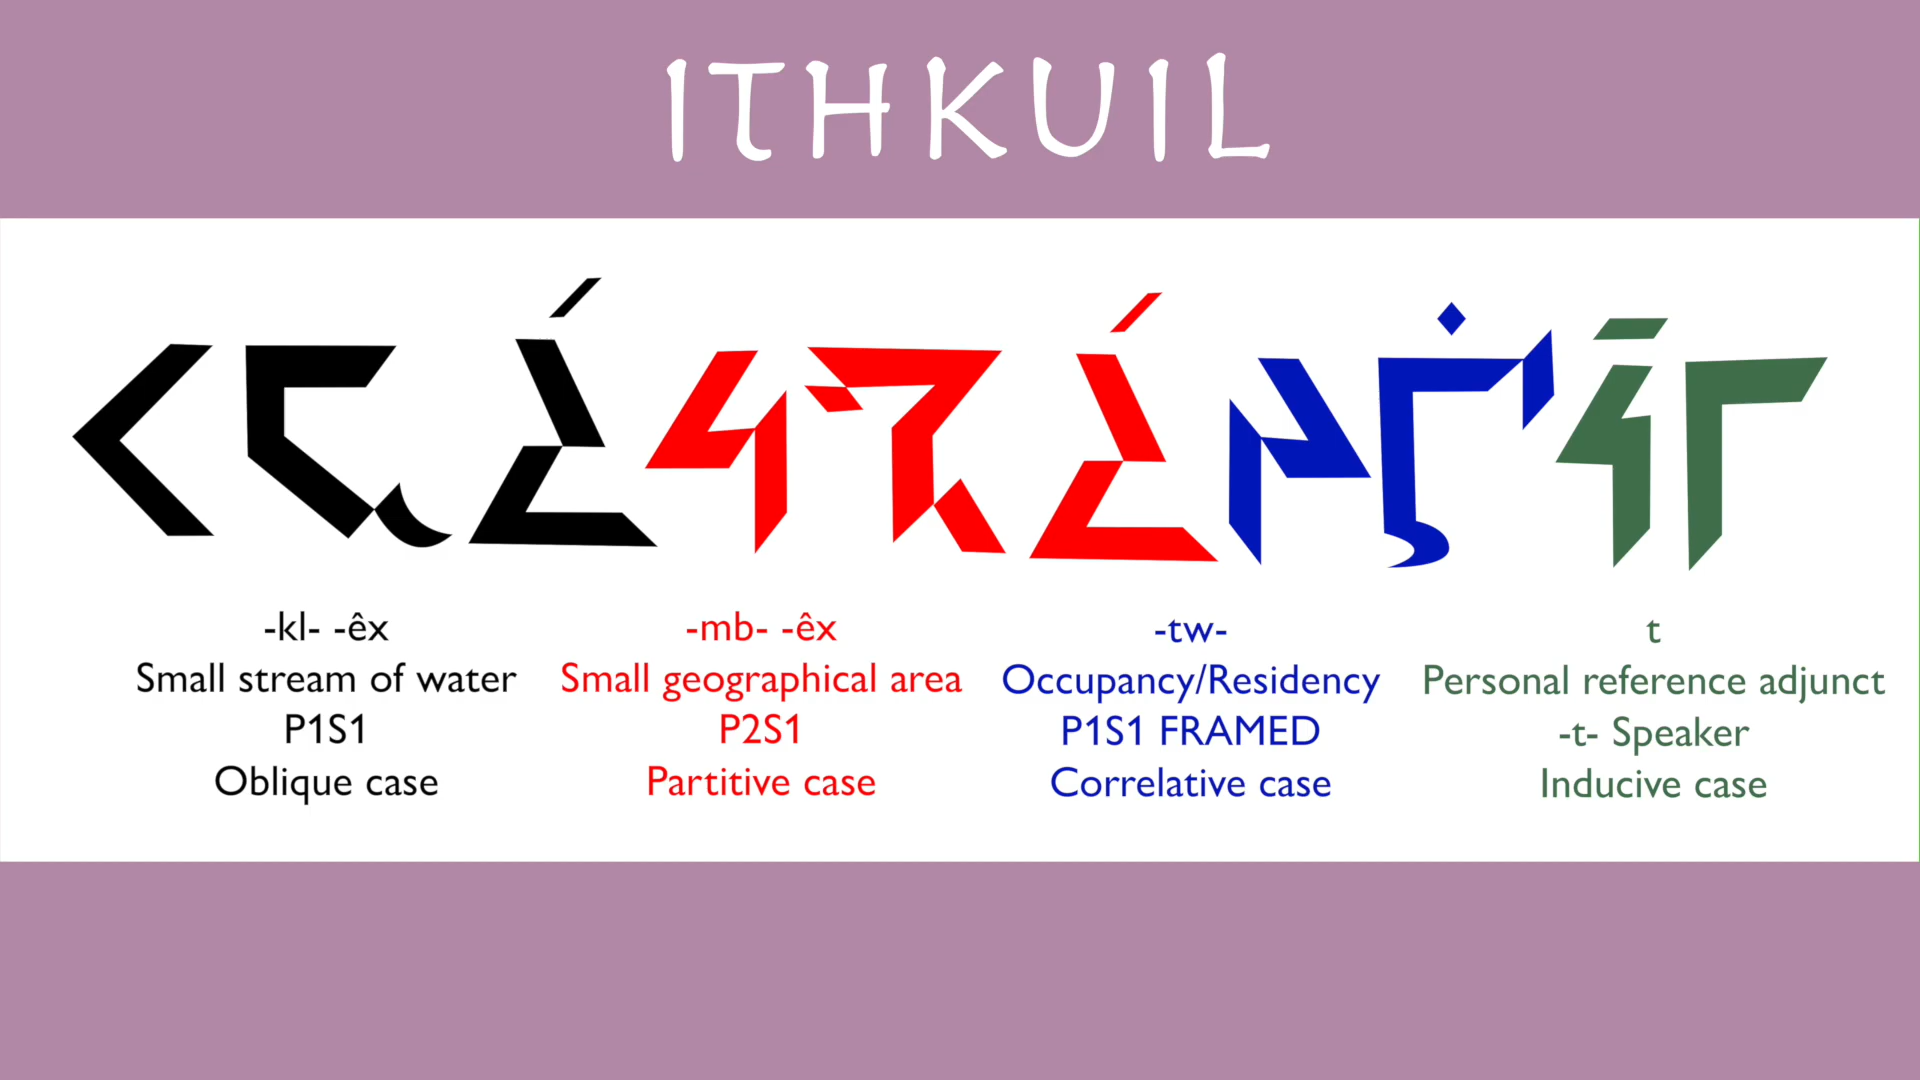 ITHKUIL
-kl- -êx
Small stream of water
P1S1
Oblique case
-mb- -êx
Small geographical area
P2S1
Partitive case
-tw-
Occupancy/Residency
P1S1 FRAMED
Correlative case
t
Personal reference adjunct
-t- Speaker
Inducive case